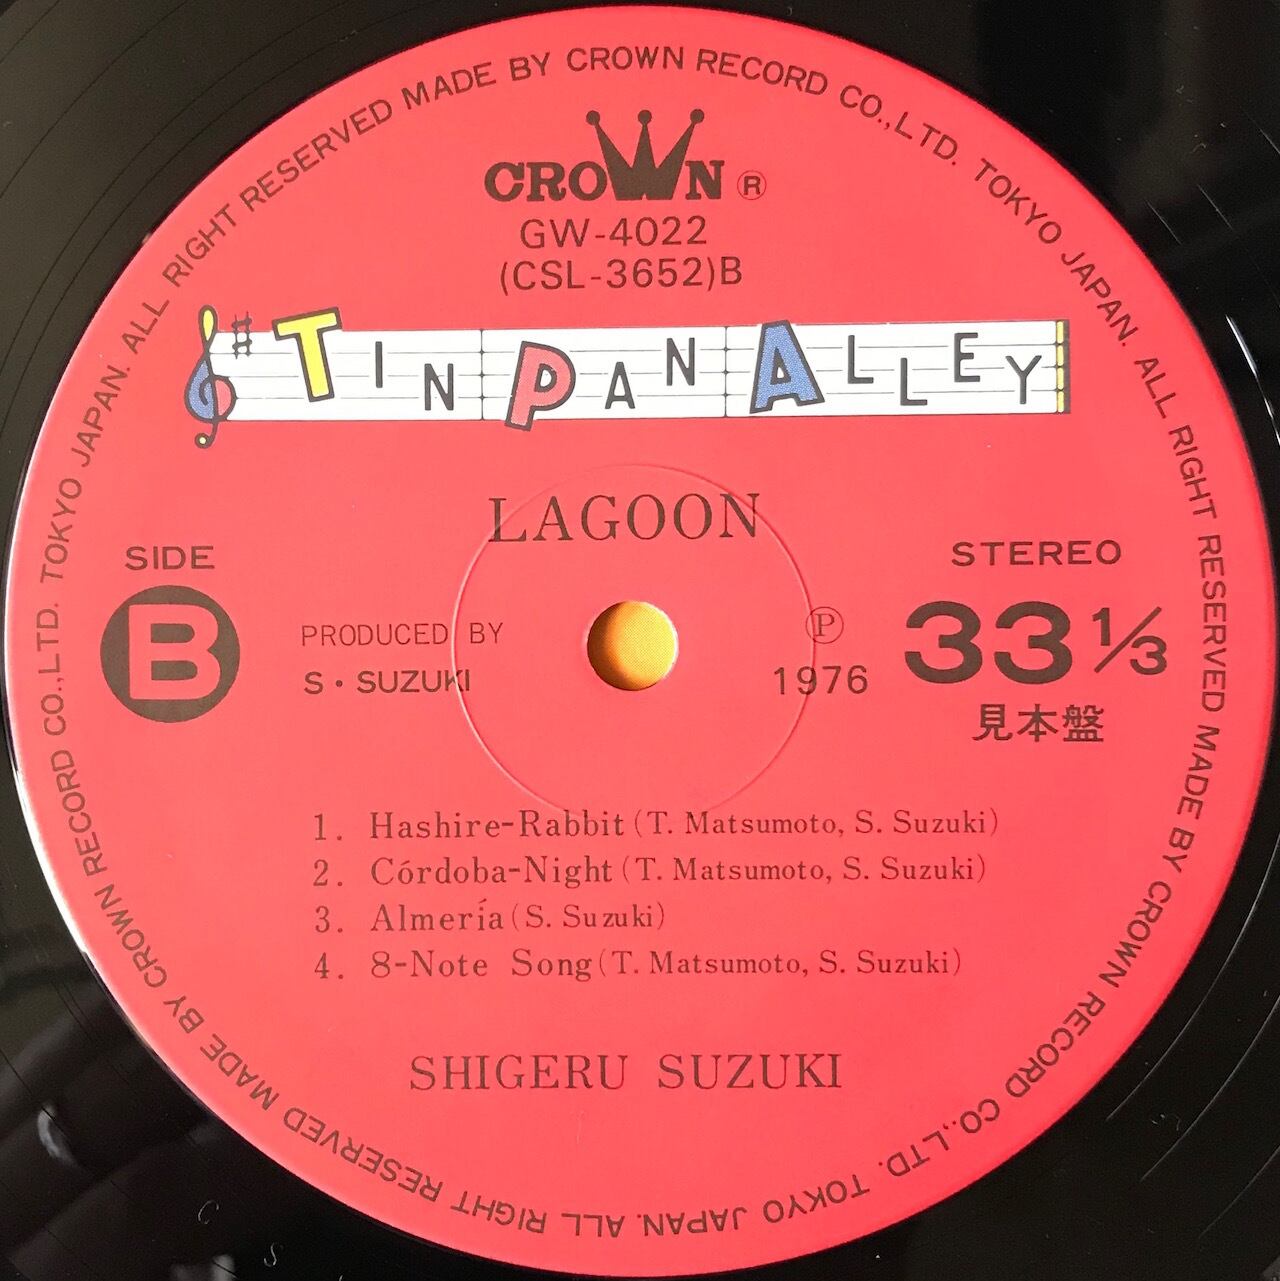 MADE BY CROWN RECORD CO.,LTD. TOKYO JAPAN. ALL RIGHT RESERVED MADE BY CROWN RECORD CO.,LTD. TOKYO JAPAN. ALL RIGHT RESERVED MADE BY CROWN RECORD CO.,LTD. TOKYO JAPAN. ALL RIGHT RESERVED
CROWN ®
GW-4022
(CSL-3652)B
TIN PAN ALLEY
LAGOON
SIDE
B
PRODUCED BY
S・SUZUKI
℗
1976
STEREO
33 1/3
見本盤
1. Hashire-Rabbit (T. Matsumoto, S. Suzuki)
2. Córdoba-Night (T. Matsumoto, S. Suzuki)
3. Almería (S. Suzuki)
4. 8-Note Song (T. Matsumoto, S. Suzuki)
SHIGERU SUZUKI